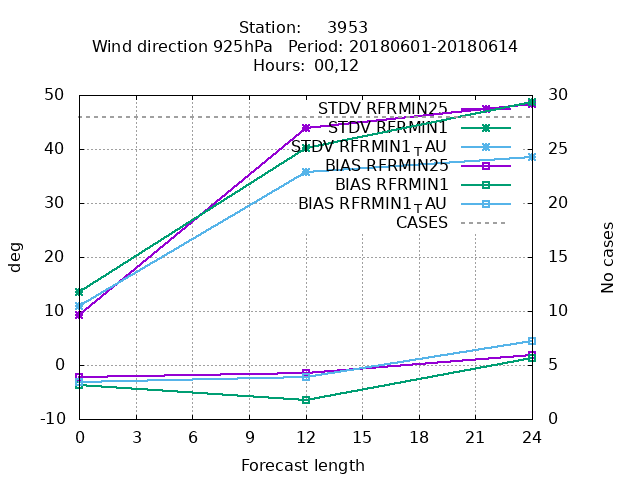 Station: 3953
Wind direction 925hPa Period: 20180601-20180614
Hours: 00,12
50 30
STDV RFRMIN25
STDV RFRMIN1
40 25
STDV RFRMIN1TAU
BIAS RFRMIN25
BIAS RFRMIN1
30 20
BIAS RFRMIN1TAU
CASES
20 15
deg
No cases
10 10
0 5
-10 0
0 3 6 9 12 15 18 21 24
Forecast length